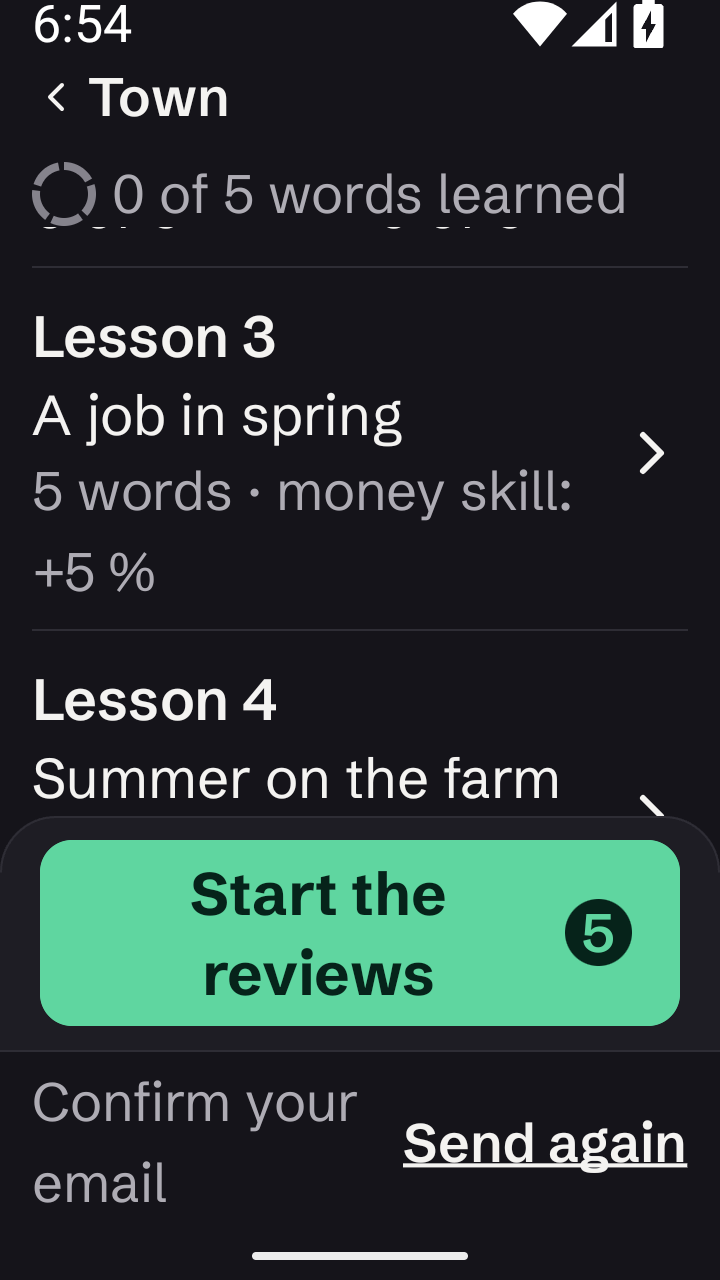 6:54
Town
0 of 5 words learned
Lesson 3
A job in spring
5 words · money skill:
+5 %
Lesson 4
Summer on the farm
Start the
reviews
5
Confirm your
email
Send again